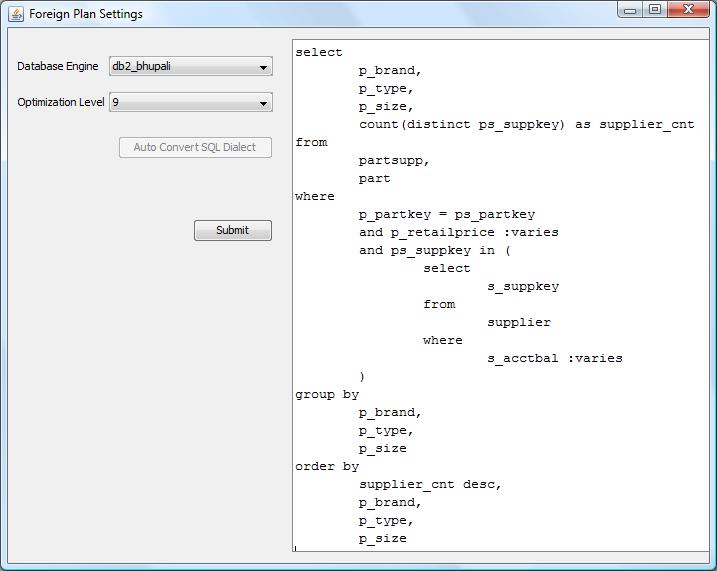 Foreign Plan Settings
Database Engine db2_bhupali
Optimization Level 9
Auto Convert SQL Dialect
Submit
select
p_brand,
p_type,
p_size,
count(distinct ps_suppkey) as supplier_cnt
from
partsupp,
part
where
p_partkey = ps_partkey
and p_retailprice :varies
and ps_suppkey in (
select
s_suppkey
from
supplier
where
s_acctbal :varies
)
group by
p_brand,
p_type,
p_size
order by
supplier_cnt desc,
p_brand,
p_type,
p_size